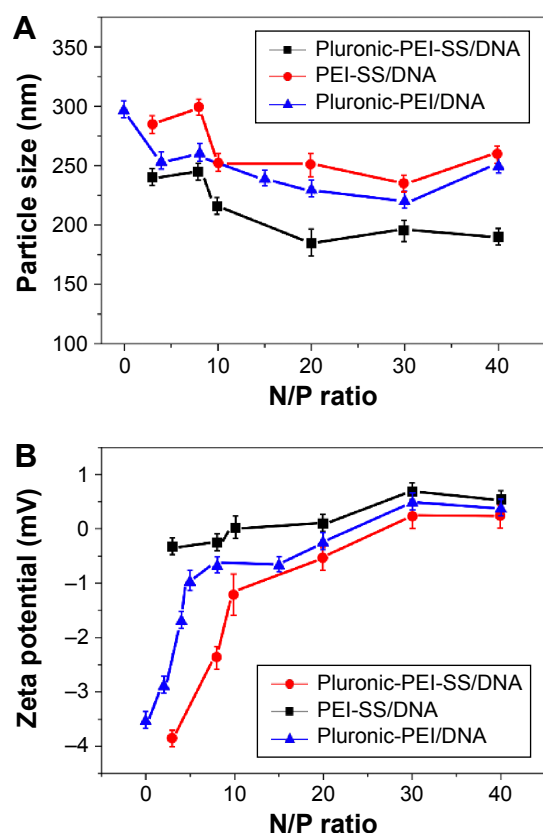 A
350
300
250
200
150
100
Particle size (nm)
Pluronic-PEI-SS/DNA
PEI-SS/DNA
Pluronic-PEI/DNA
0 10 20 30 40
N/P ratio
B
1
0
–1
–2
–3
–4
Zeta potential (mV)
Pluronic-PEI-SS/DNA
PEI-SS/DNA
Pluronic-PEI/DNA
0 10 20 30 40
N/P ratio